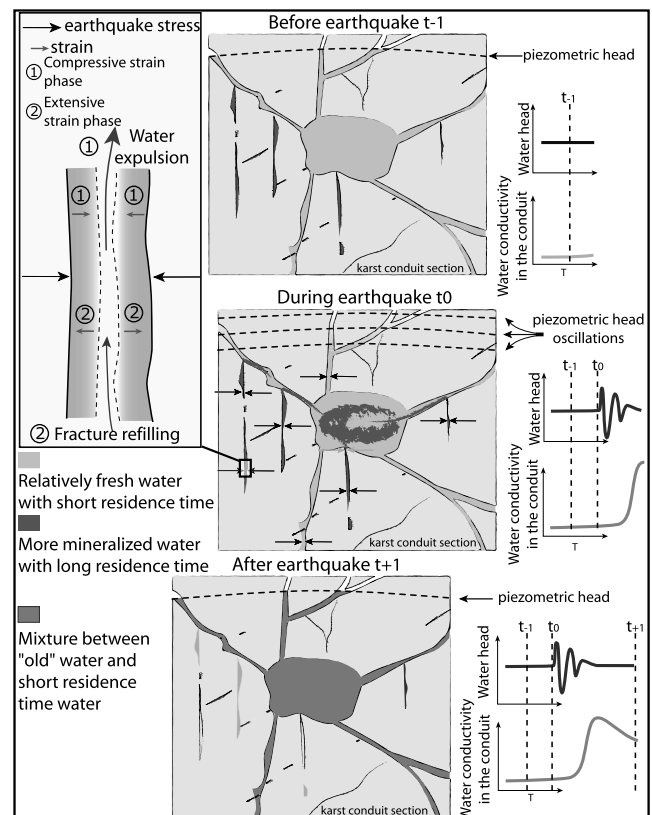 earthquake stress
strain
① Compressive strain
phase
② Extensive
strain phase
① Water
expulsion
① ①
② ②
② Fracture refilling
Relatively fresh water
with short residence time
More mineralized water
with long residence time
Mixture between
"old" water and
short residence
time water
Before earthquake t-1
piezometric head
karst conduit section
t-1
Water head
Water conductivity
in the conduit
T
During earthquake t0
piezometric head
oscillations
karst conduit section
t-1 t0
Water head
Water conductivity
in the conduit
T
After earthquake t+1
piezometric head
karst conduit section
t-1 t0 t+1
Water head
Water conductivity
in the conduit
T